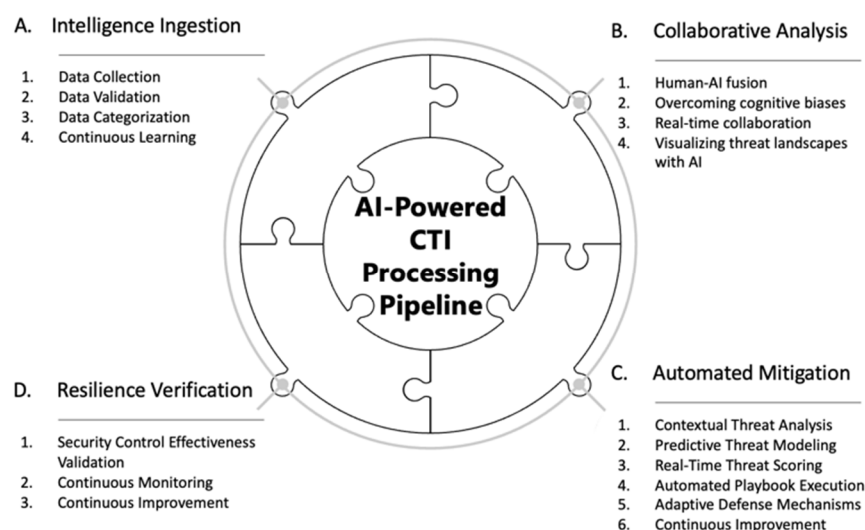 A. Intelligence Ingestion
1. Data Collection
2. Data Validation
3. Data Categorization
4. Continuous Learning
B. Collaborative Analysis
1. Human-AI fusion
2. Overcoming cognitive biases
3. Real-time collaboration
4. Visualizing threat landscapes
with AI
AI-Powered
CTI
Processing
Pipeline
C. Automated Mitigation
1. Contextual Threat Analysis
2. Predictive Threat Modeling
3. Real-Time Threat Scoring
4. Automated Playbook Execution
5. Adaptive Defense Mechanisms
6. Continuous Improvement
D. Resilience Verification
1. Security Control Effectiveness
Validation
2. Continuous Monitoring
3. Continuous Improvement